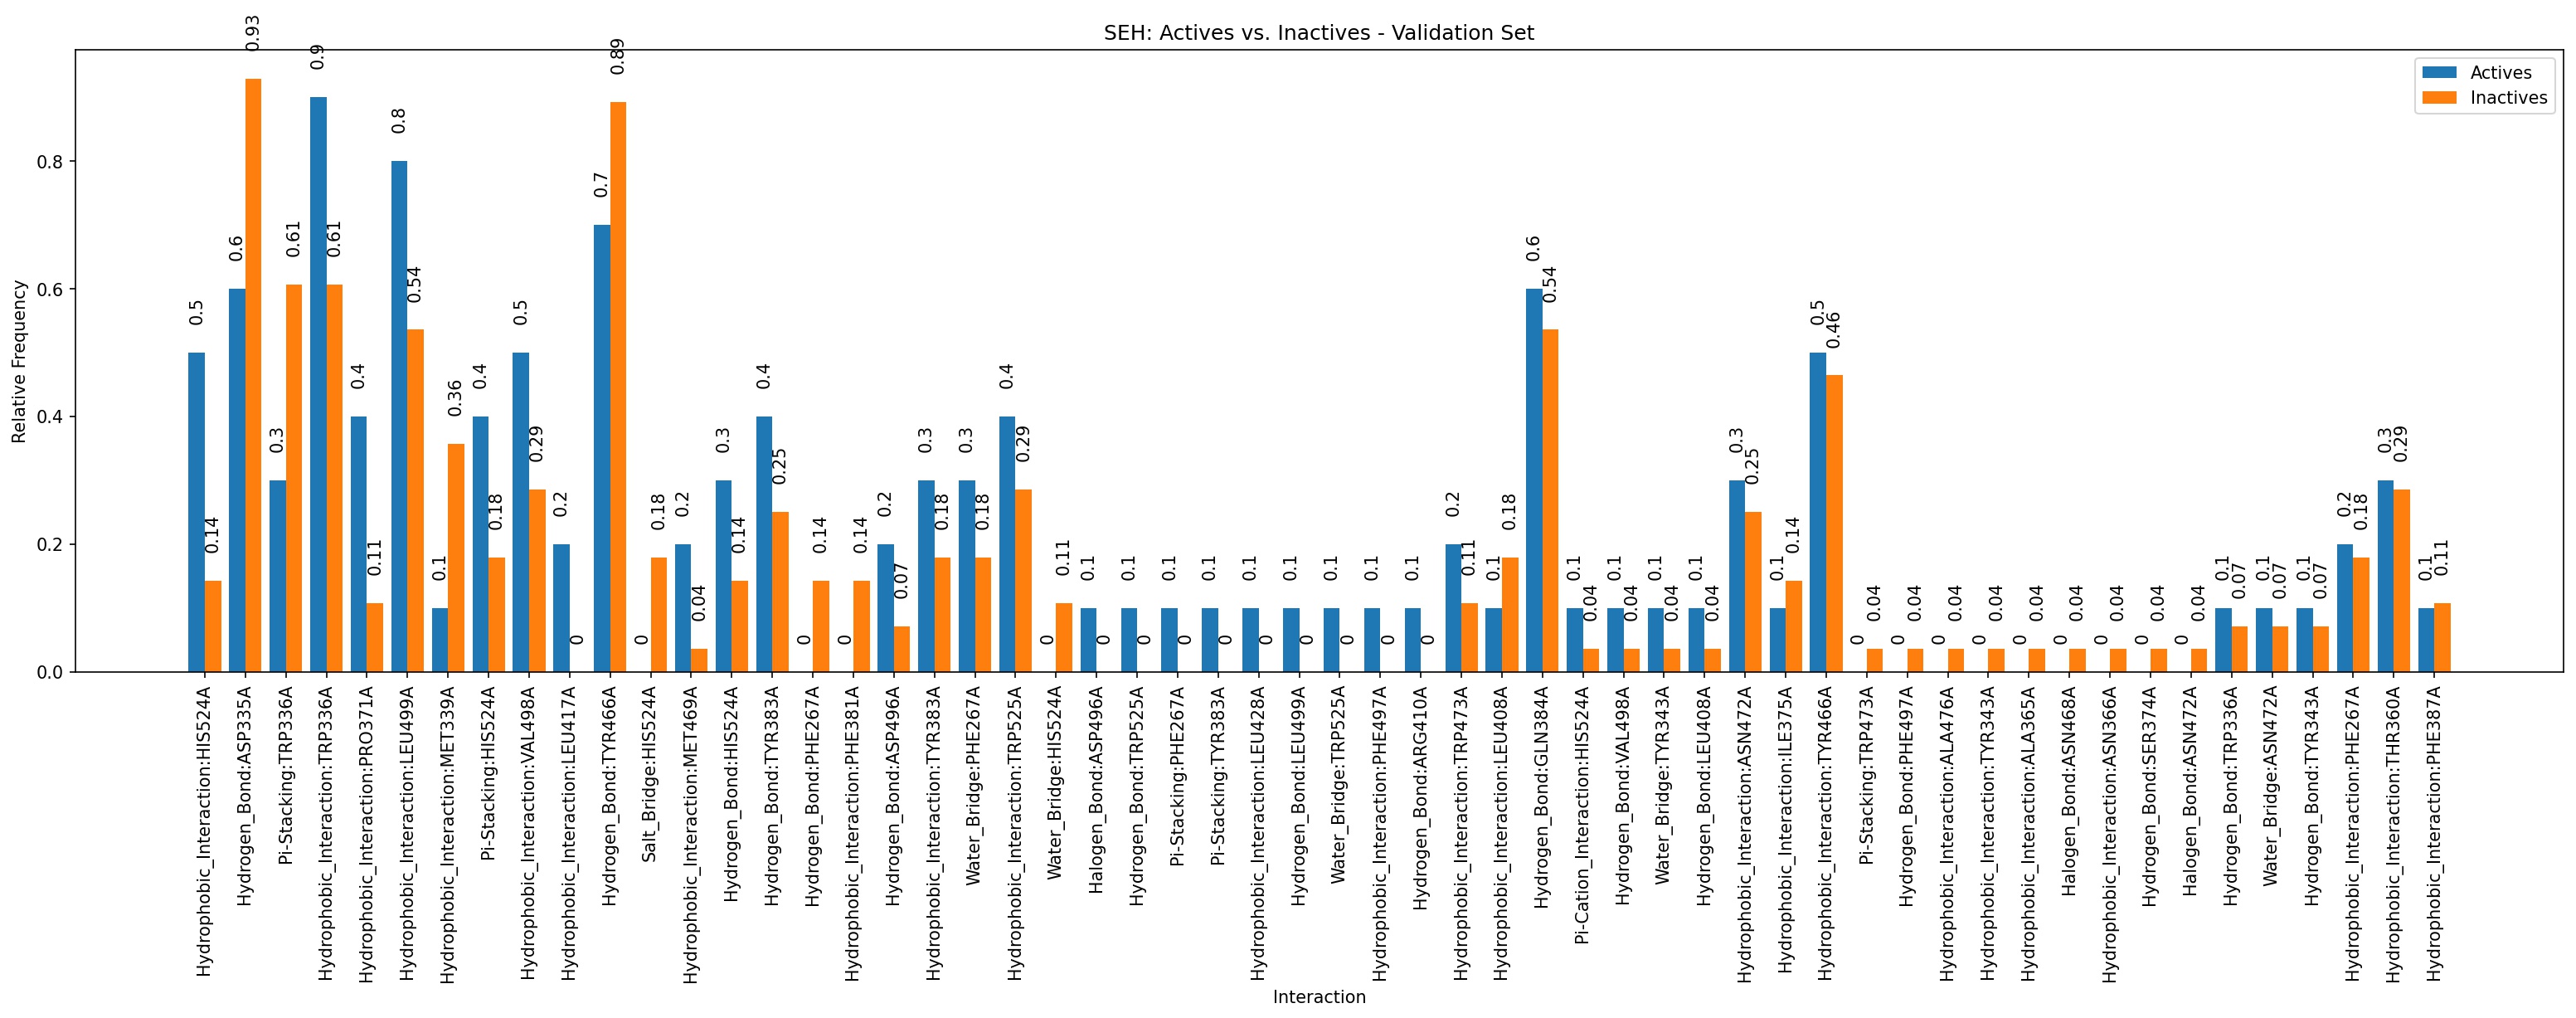 SEH: Actives vs. Inactives - Validation Set
Actives
Inactives
Relative Frequency
0.8
0.6
0.4
0.2
0.0
0.5
0.14
0.6
0.93
0.3
0.61
0.9
0.61
0.4
0.11
0.8
0.54
0.1
0.36
0.4
0.18
0.5
0.29
0.2
0
0.7
0.89
0
0.18
0.2
0.04
0.3
0.14
0.4
0.25
0
0.14
0
0.14
0.2
0.07
0.3
0.18
0.3
0.18
0.4
0.29
0
0.11
0.1
0
0.1
0
0.1
0
0.1
0
0.1
0
0.1
0
0.1
0
0.1
0
0.1
0
0.2
0.11
0.1
0.18
0.6
0.54
0.1
0.04
0.1
0.04
0.1
0.04
0.1
0.04
0.3
0.25
0.1
0.14
0.5
0.46
0
0.04
0
0.04
0
0.04
0
0.04
0
0.04
0
0.04
0
0.04
0
0.04
0
0.04
0.1
0.07
0.1
0.07
0.1
0.07
0.2
0.18
0.3
0.29
0.1
0.11
Hydrophobic_Interaction:HIS524A
Hydrogen_Bond:ASP335A
Pi-Stacking:TRP336A
Hydrophobic_Interaction:TRP336A
Hydrophobic_Interaction:PRO371A
Hydrophobic_Interaction:LEU499A
Hydrophobic_Interaction:MET339A
Pi-Stacking:HIS524A
Hydrophobic_Interaction:VAL498A
Hydrophobic_Interaction:LEU417A
Hydrogen_Bond:TYR466A
Salt_Bridge:HIS524A
Hydrophobic_Interaction:MET469A
Hydrogen_Bond:HIS524A
Hydrogen_Bond:TYR383A
Hydrogen_Bond:PHE267A
Hydrophobic_Interaction:PHE381A
Hydrogen_Bond:ASP496A
Hydrophobic_Interaction:TYR383A
Water_Bridge:PHE267A
Hydrophobic_Interaction:TRP525A
Water_Bridge:HIS524A
Halogen_Bond:ASP496A
Hydrogen_Bond:TRP525A
Pi-Stacking:PHE267A
Pi-Stacking:TYR383A
Hydrophobic_Interaction:LEU428A
Hydrogen_Bond:LEU499A
Water_Bridge:TRP525A
Hydrophobic_Interaction:PHE497A
Hydrogen_Bond:ARG410A
Hydrophobic_Interaction:TRP473A
Hydrophobic_Interaction:LEU408A
Hydrogen_Bond:GLN384A
Pi-Cation_Interaction:HIS524A
Hydrogen_Bond:VAL498A
Water_Bridge:TYR343A
Hydrogen_Bond:LEU408A
Hydrophobic_Interaction:ASN472A
Hydrophobic_Interaction:ILE375A
Hydrophobic_Interaction:TYR466A
Pi-Stacking:TRP473A
Hydrogen_Bond:PHE497A
Hydrophobic_Interaction:ALA476A
Hydrophobic_Interaction:TYR343A
Hydrophobic_Interaction:ALA365A
Halogen_Bond:ASN468A
Hydrophobic_Interaction:ASN366A
Hydrogen_Bond:SER374A
Halogen_Bond:ASN472A
Hydrogen_Bond:TRP336A
Water_Bridge:ASN472A
Hydrogen_Bond:TYR343A
Hydrophobic_Interaction:PHE267A
Hydrophobic_Interaction:THR360A
Hydrophobic_Interaction:PHE387A
Interaction